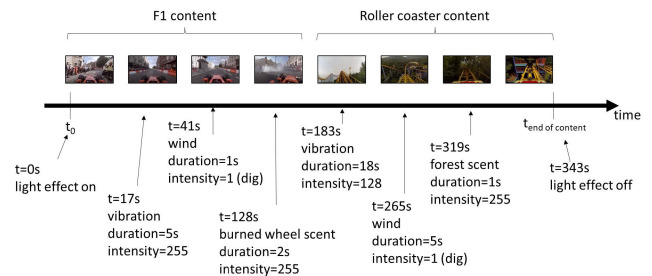 F1 content
Roller coaster content
time
t0
tend of content
t=0s
light effect on
t=17s
vibration
duration=5s
intensity=255
t=41s
wind
duration=1s
intensity=1 (dig)
t=128s
burned wheel scent
duration=2s
intensity=255
t=183s
vibration
duration=18s
intensity=128
t=265s
wind
duration=5s
intensity=1 (dig)
t=319s
forest scent
duration=1s
intensity=255
t=343s
light effect off